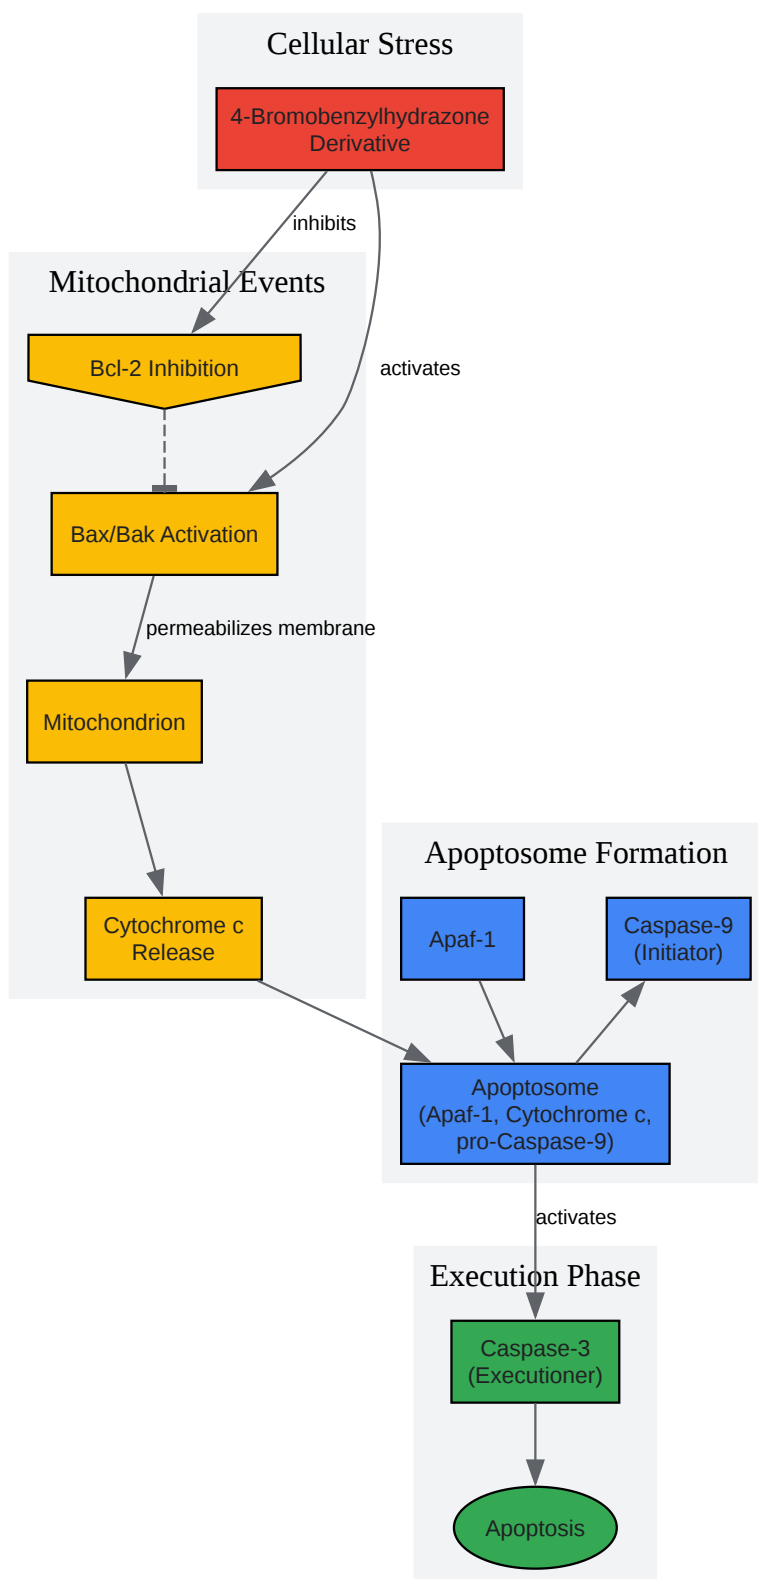 Cellular Stress
4-Bromobenzylhydrazone
Derivative
inhibits
Mitochondrial Events
Bcl-2 Inhibition
activates
Bax/Bak Activation
permeabilizes membrane
Mitochondrion
Apoptosome Formation
Cytochrome c
Release
Apaf-1
Caspase-9
(Initiator)
Apoptosome
(Apaf-1, Cytochrome c,
pro-Caspase-9)
activates
Execution Phase
Caspase-3
(Executioner)
Apoptosis